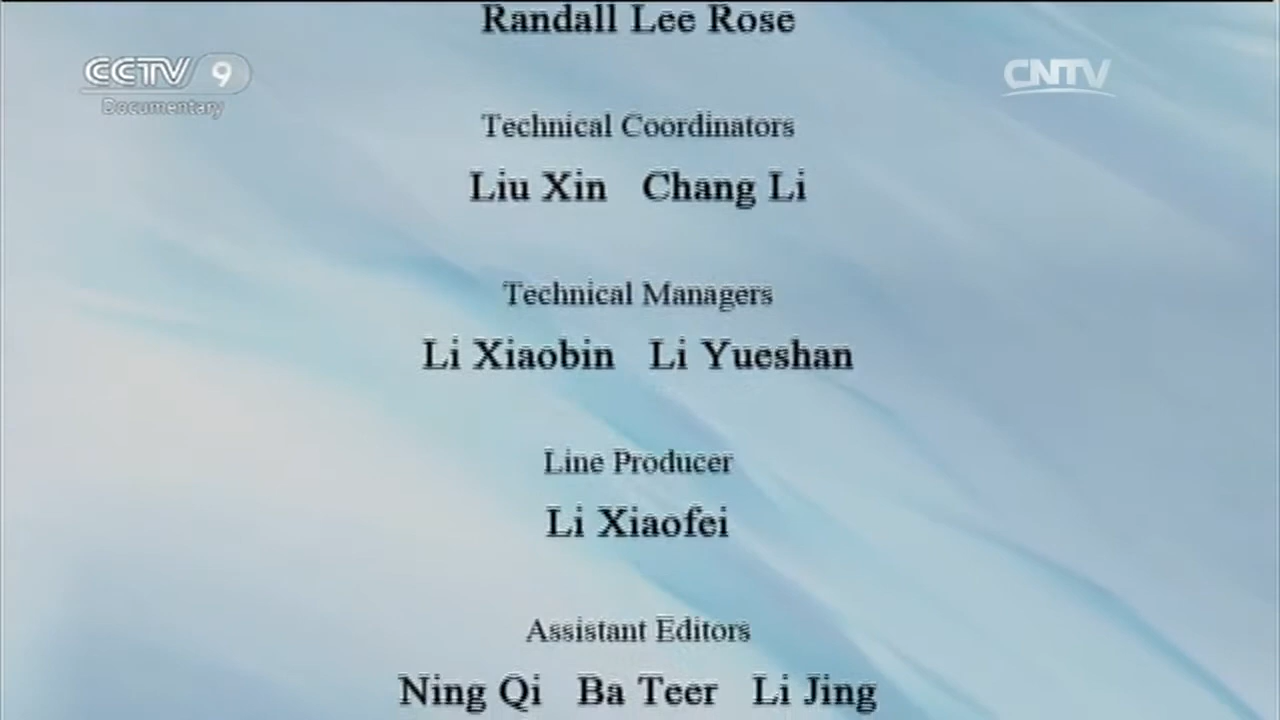 Randall Lee Rose
CCTV 9
CNTV
Documentary
Technical Coordinators
Liu Xin Chang Li
Technical Managers
Li Xiaobin Li Yueshan
Line Producer
Li Xiaofei
Assistant Editors
Ning Qi Ba Teer Li Jing